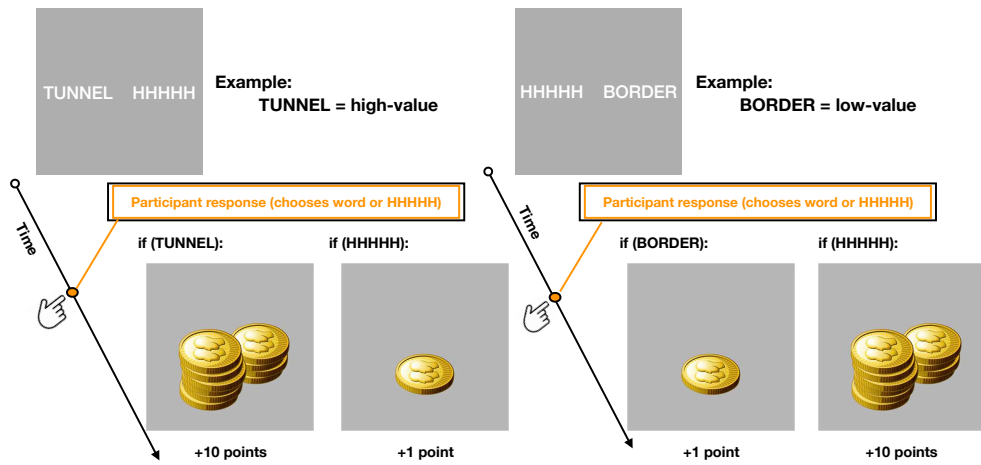 TUNNEL HHHHH
Example:
TUNNEL = high-value
Time
Participant response (chooses word or HHHHH)
if (TUNNEL):
if (HHHHH):
+10 points
+1 point
HHHHH BORDER
Example:
BORDER = low-value
Time
Participant response (chooses word or HHHHH)
if (BORDER):
if (HHHHH):
+1 point
+10 points